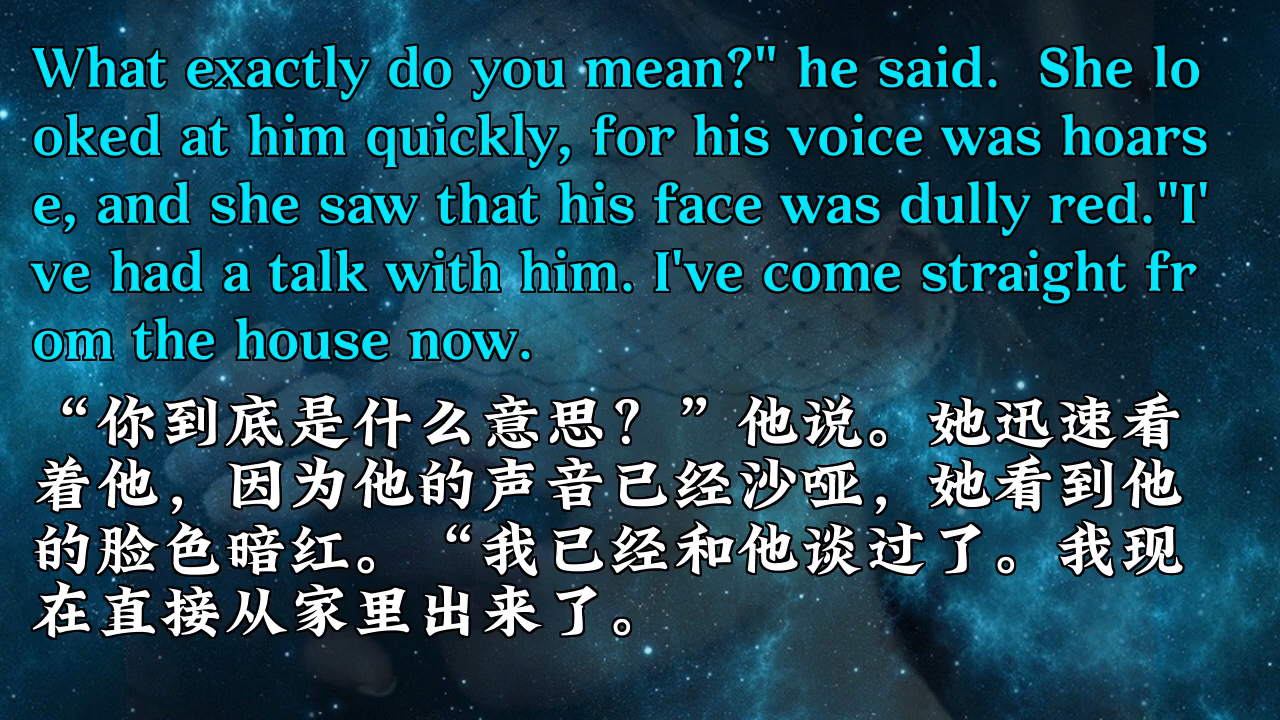 What exactly do you mean?" he said.  She lo
oked at him quickly, for his voice was hoars
e, and she saw that his face was dully red."I'
ve had a talk with him. I've come straight fr
om the house now.
“你到底是什么意思？”他说。她迅速看
着他，因为他的声音已经沙哑，她看到他
的脸色暗红。“我已经和他谈过了。我现
在直接从家里出来了。